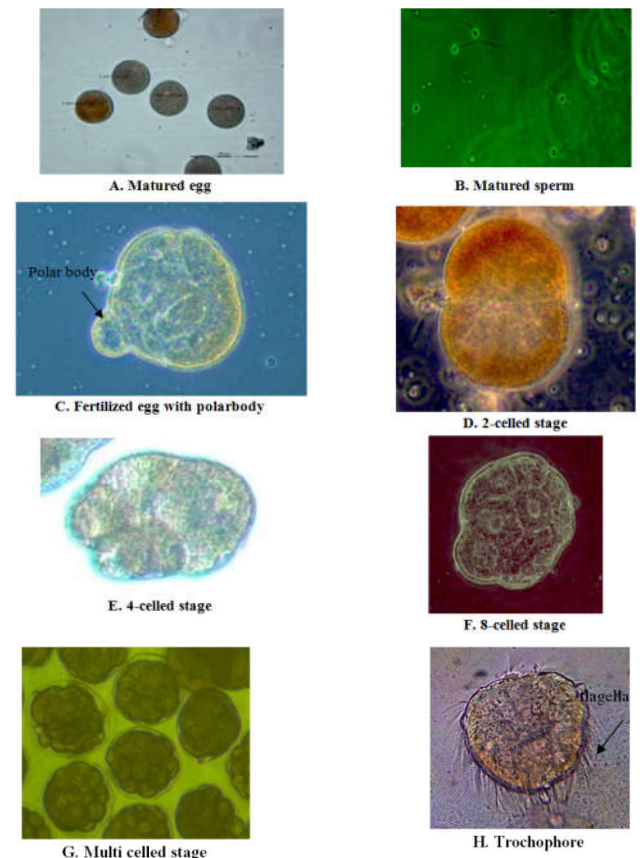 A. Matured egg
B. Matured sperm
Polar body
C. Fertilized egg with polarbody
D. 2-celled stage
E. 4-celled stage
F. 8-celled stage
flagella
G. Multi celled stage
H. Trochophore